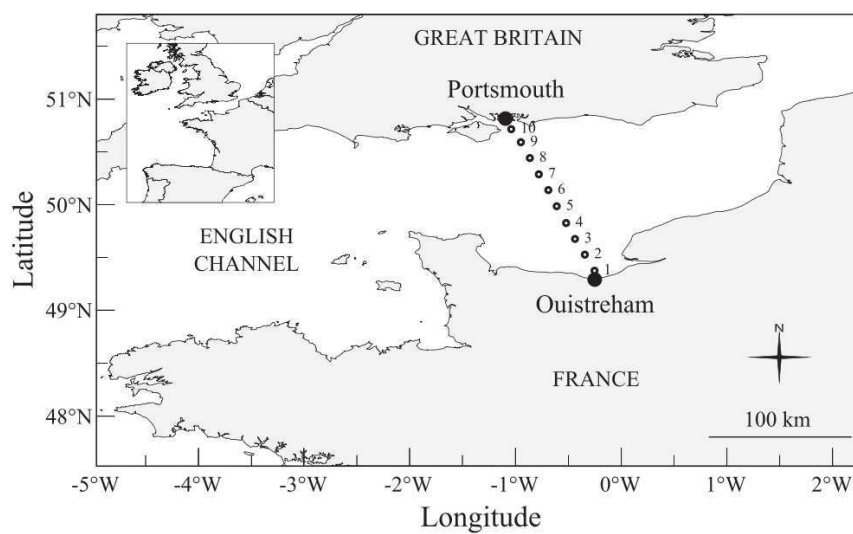 GREAT BRITAIN
Portsmouth
10
9
8
7
6
5
4
3
2
1
Ouistreham
ENGLISH
CHANNEL
FRANCE
N
100 km
51°N
50°N
49°N
48°N
Latitude
-5°W
-4°W
-3°W
-2°W
-1°W
0°W
1°W
2°W
Longitude